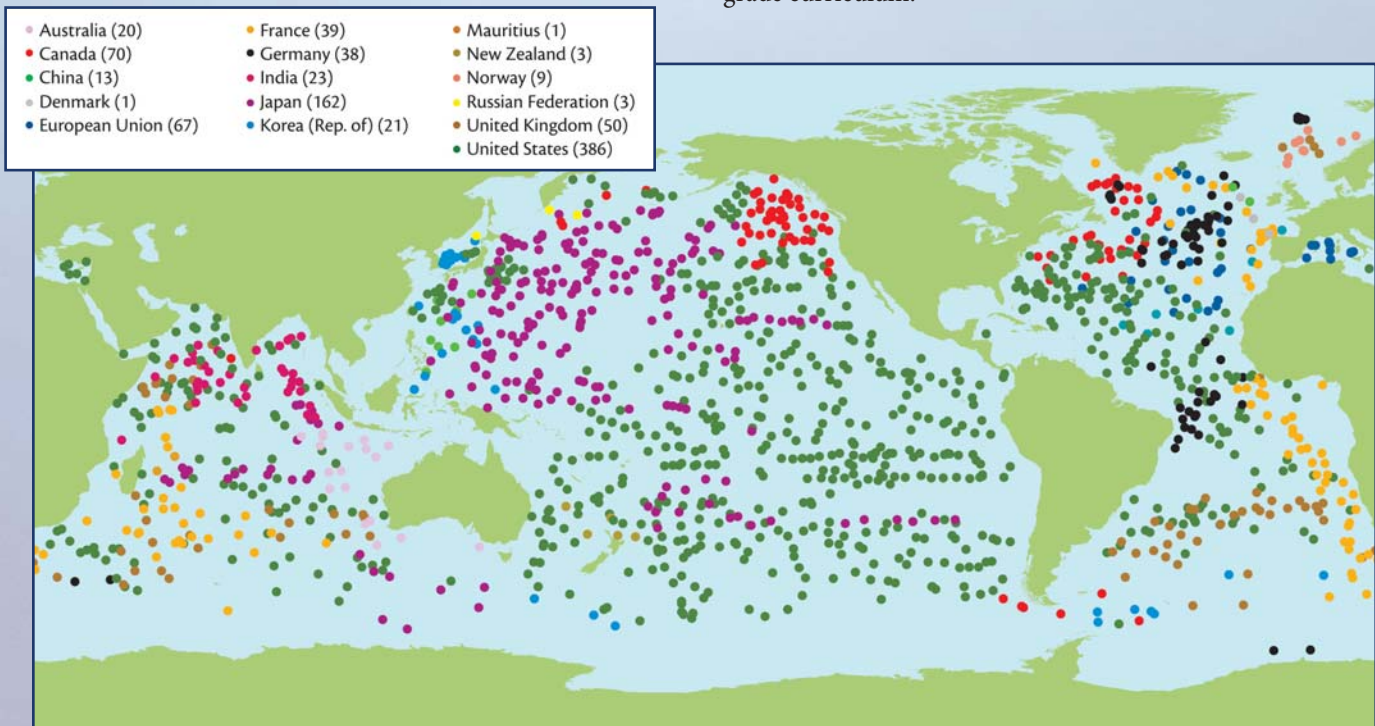 grade curriculum.
Australia (20)
Canada (70)
China (13)
Denmark (1)
European Union (67)
France (39)
Germany (38)
India (23)
Japan (162)
Korea (Rep. of) (21)
Mauritius (1)
New Zealand (3)
Norway (9)
Russian Federation (3)
United Kingdom (50)
United States (386)